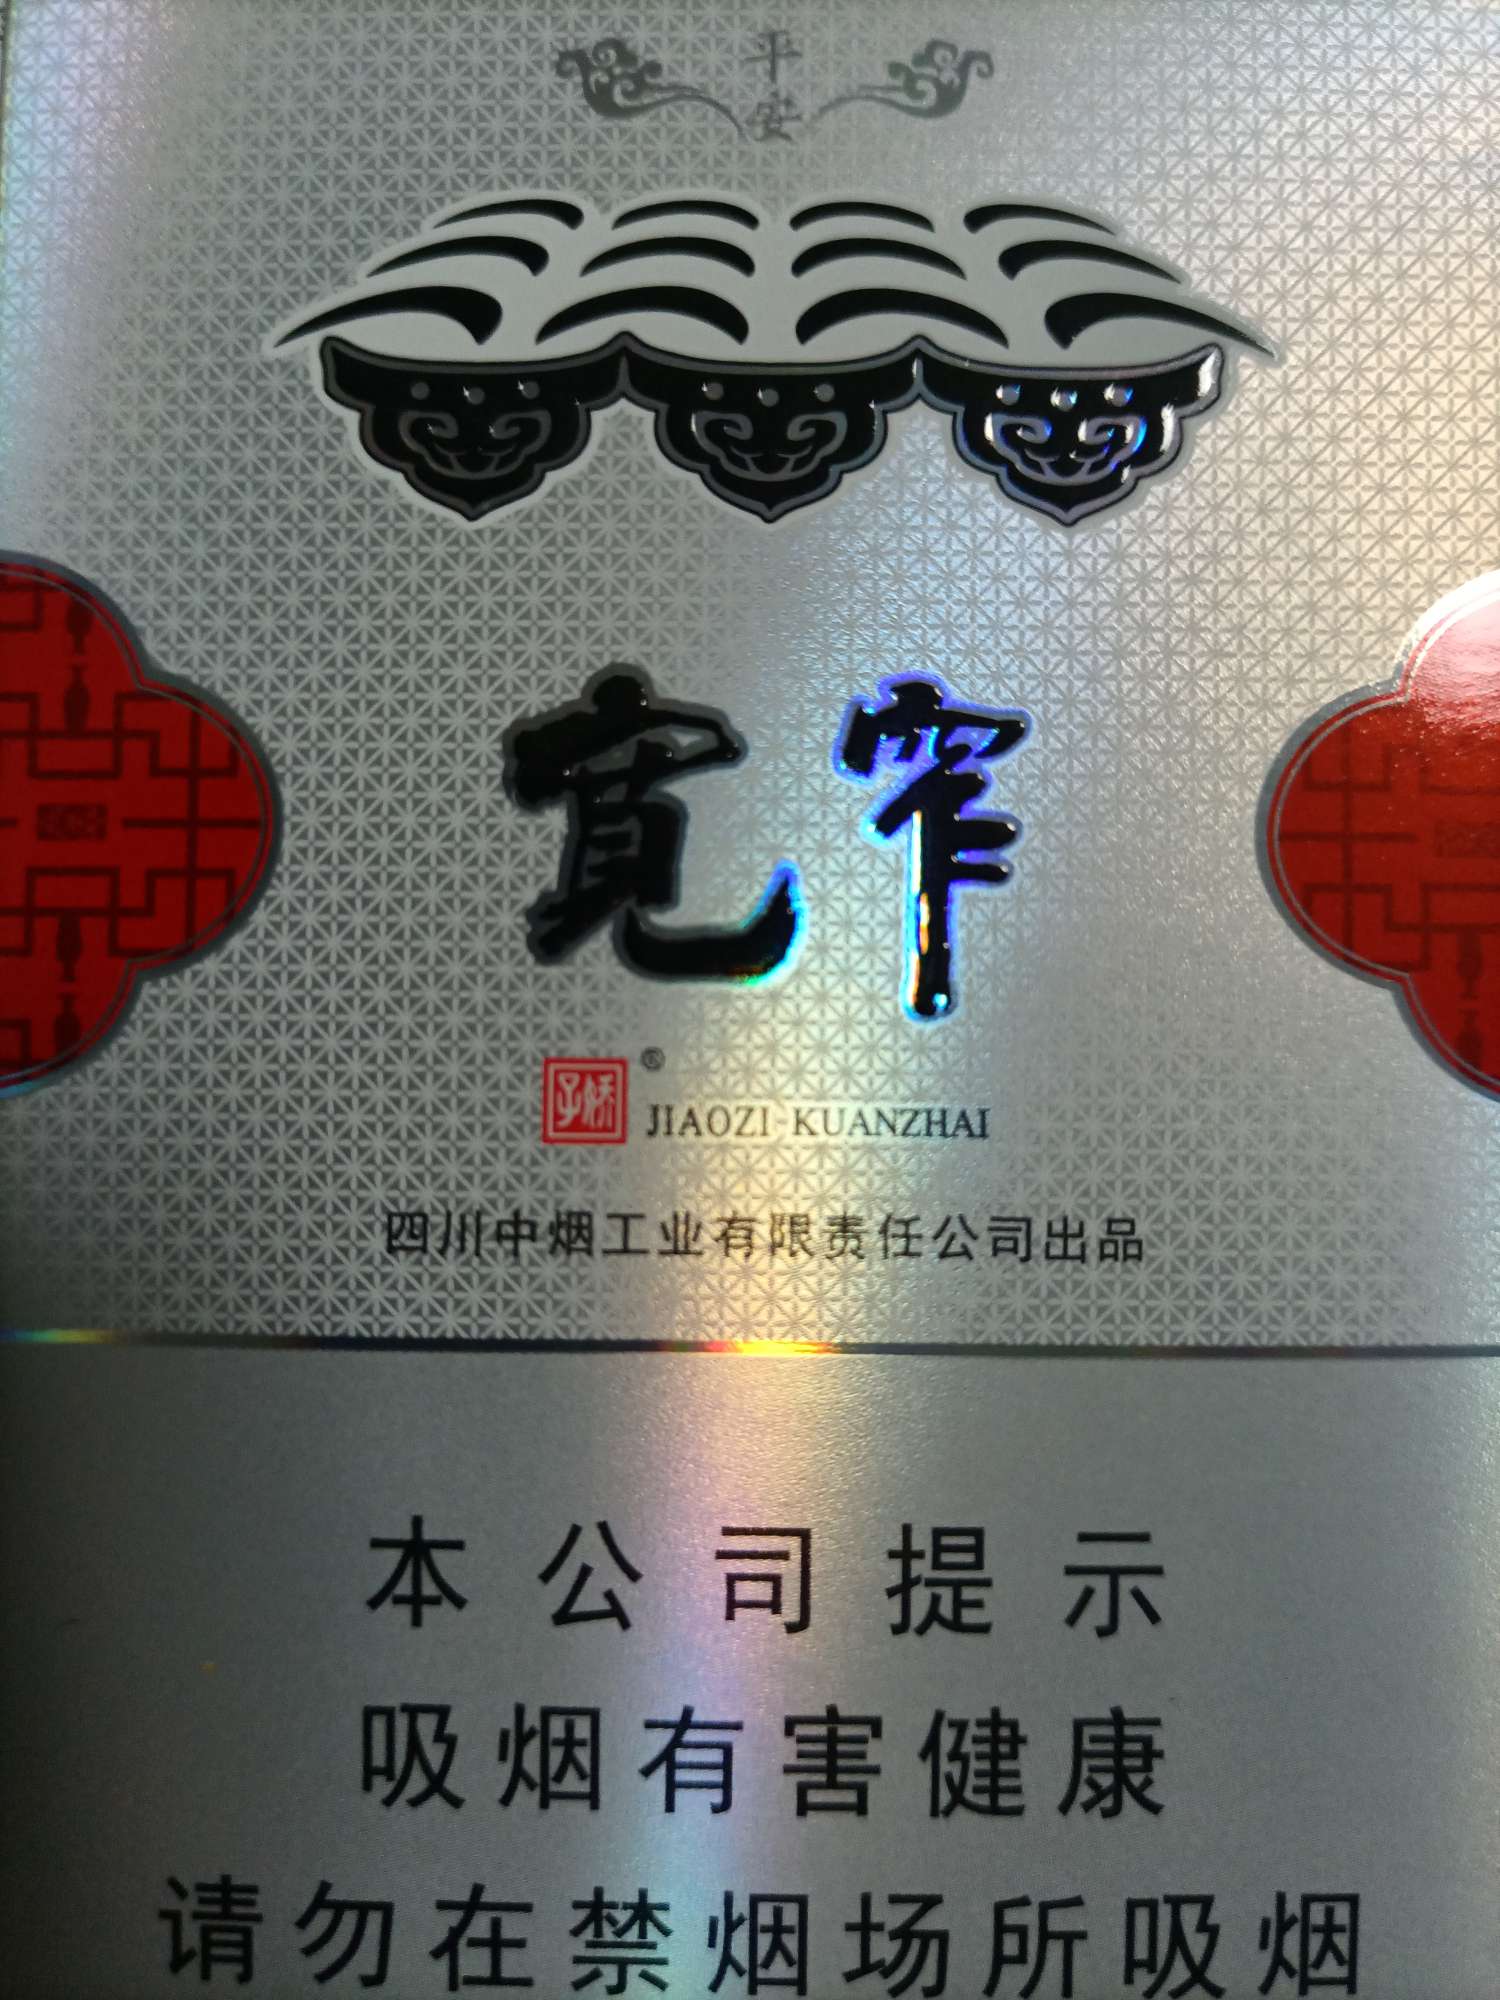 平
安
宽窄
娇子® JIAOZI-KUANZHAI
四川中烟工业有限责任公司出品
本公司提示
吸烟有害健康
请勿在禁烟场所吸烟